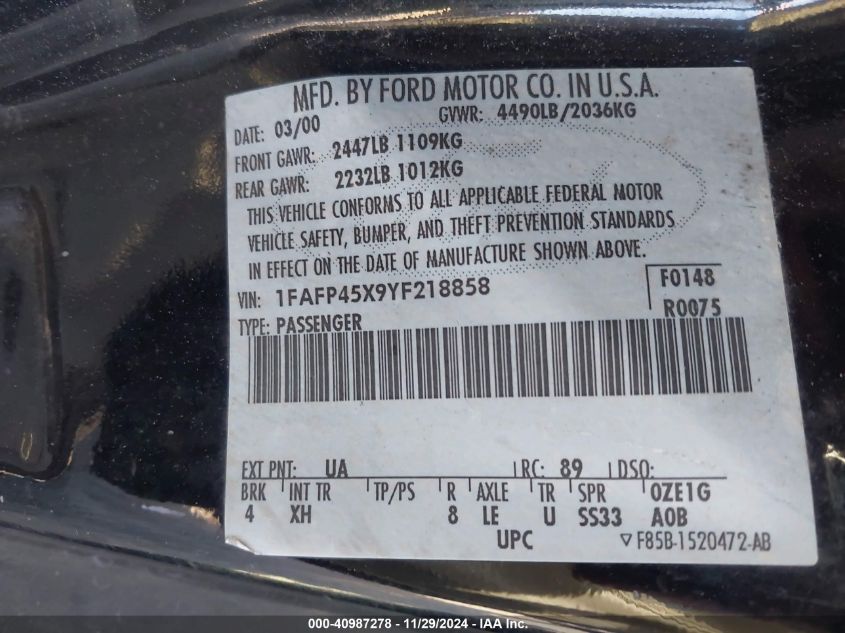 MFD. BY FORD MOTOR CO. IN U.S.A.
DATE: 03/00 GVWR: 4490LB/2036KG
FRONT GAWR: 2447LB 1109KG
REAR GAWR: 2232LB 1012KG
THIS VEHICLE CONFORMS TO ALL APPLICABLE FEDERAL MOTOR
VEHICLE SAFETY, BUMPER, AND THEFT PREVENTION STANDARDS
IN EFFECT ON THE DATE OF MANUFACTURE SHOWN ABOVE.
VIN: 1FAFP45X9YF218858 F0148
TYPE: PASSENGER R0075
EXT PNT: UA RC: 89 DSO:
BRK INT TR TP/PS R AXLE TR SPR 0ZE1G
4 XH 8 LE U SS33 A0B
UPC ▽F85B-1520472-AB
000-40987278 - 11/29/2024 - IAA Inc.